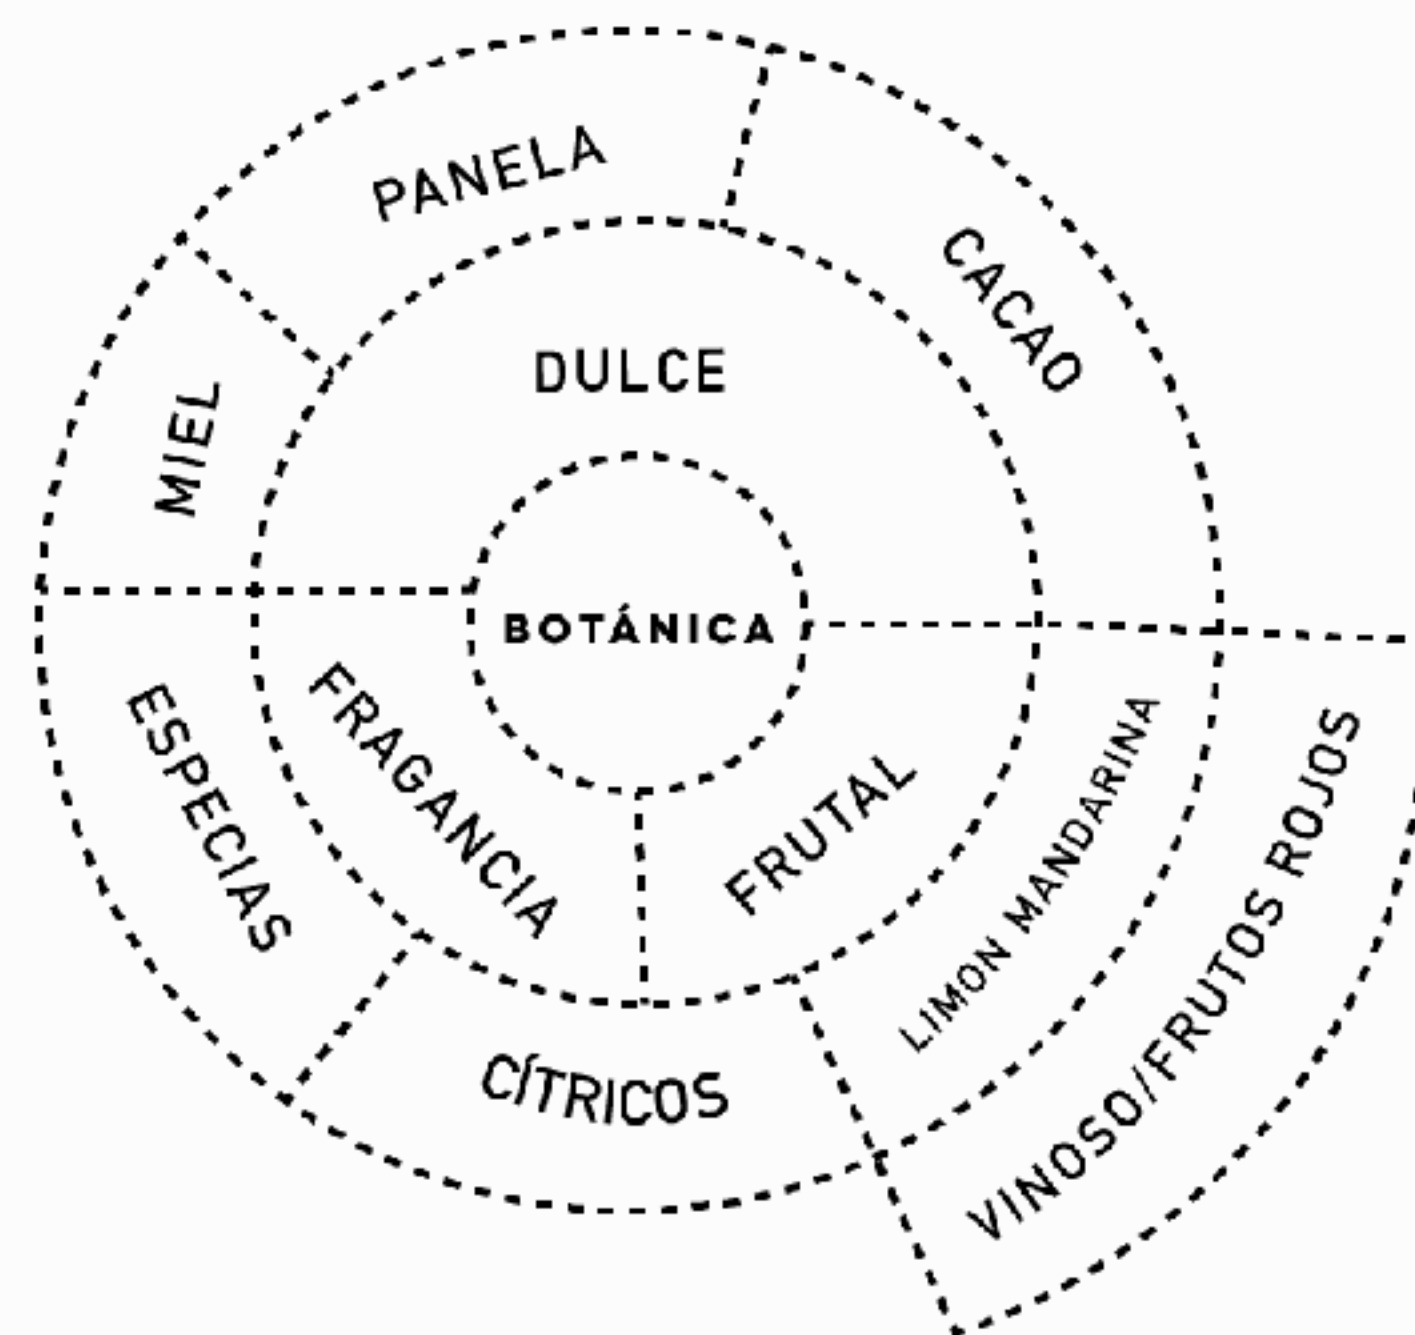 PANELA
CACAO
DULCE
MIEL
BOTÁNICA
ESPECIAS
FRAGANCIA
FRUTAL
LIMON MANDARINA
VINOSO/FRUTOS ROJOS
CÍTRICOS